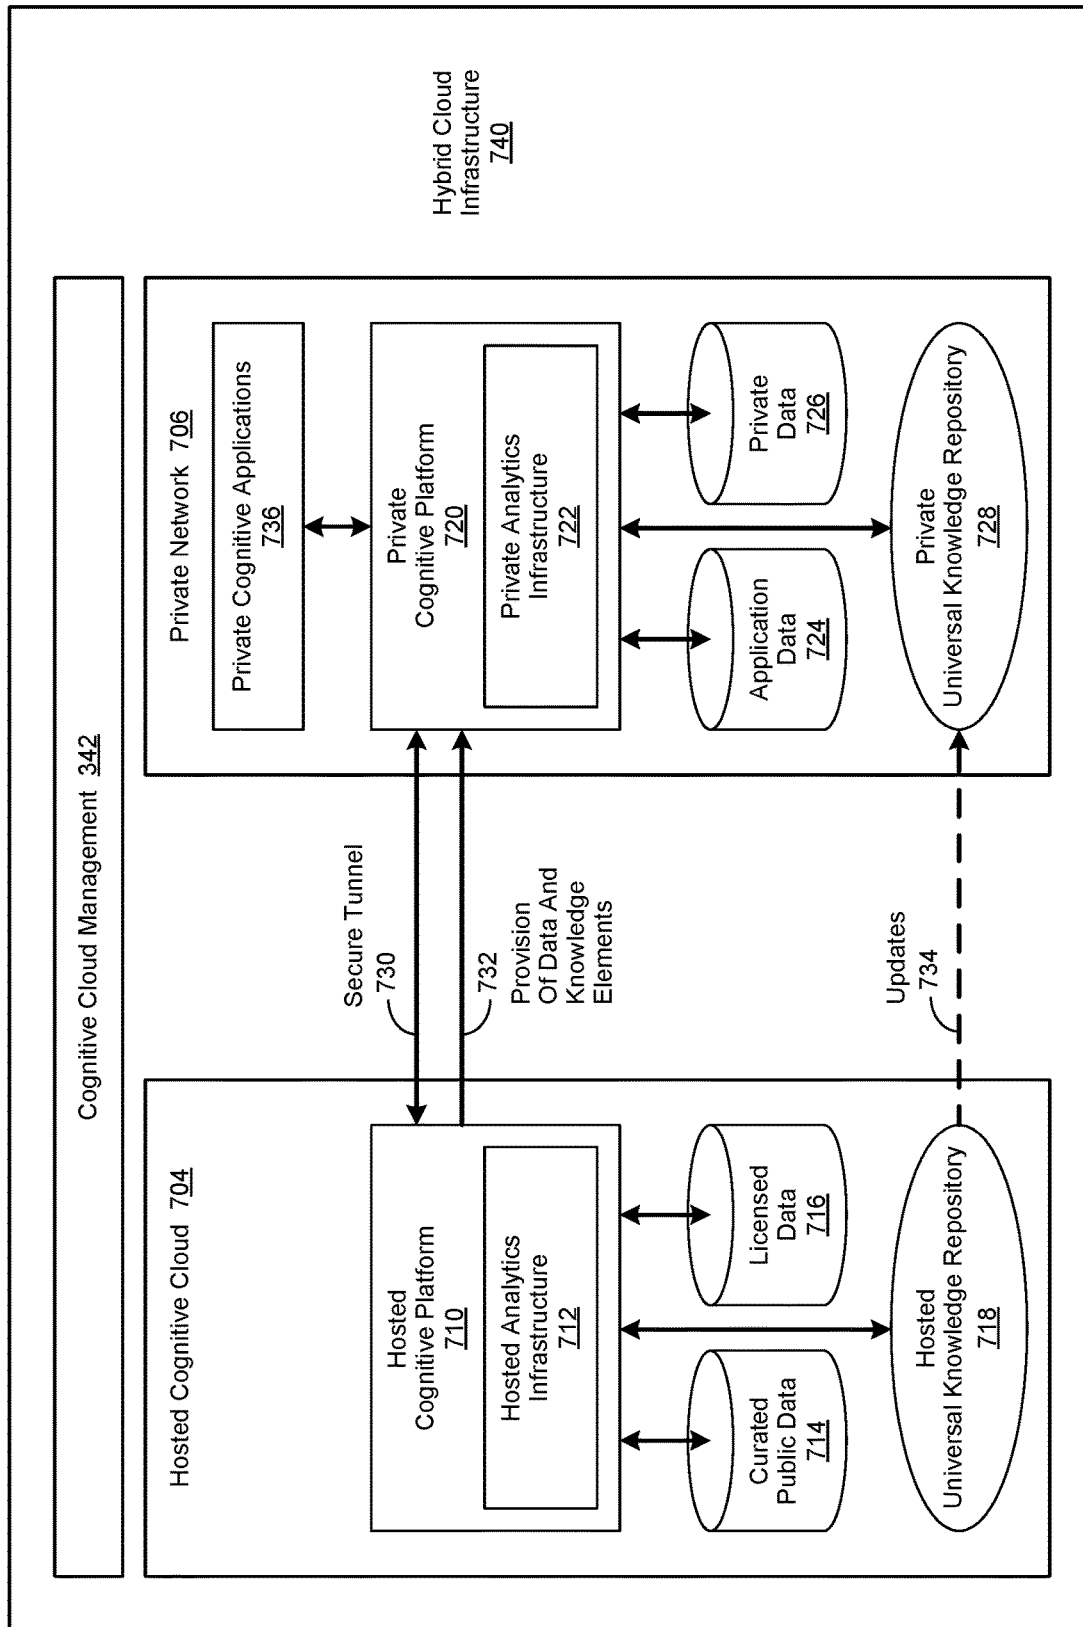 Cognitive Cloud Management 342
Hosted Cognitive Cloud 704
Hosted
Cognitive Platform
710
Hosted Analytics
Infrastructure
712
Curated
Public Data
714
Licensed
Data
716
Hosted
Universal Knowledge Repository
718
Secure Tunnel
730
732
Provision
Of Data And
Knowledge
Elements
Updates
734
Private Network 706
Private Cognitive Applications
736
Private
Cognitive Platform
720
Private Analytics
Infrastructure
722
Application
Data
724
Private
Data
726
Private
Universal Knowledge Repository
728
Hybrid Cloud
Infrastructure
740